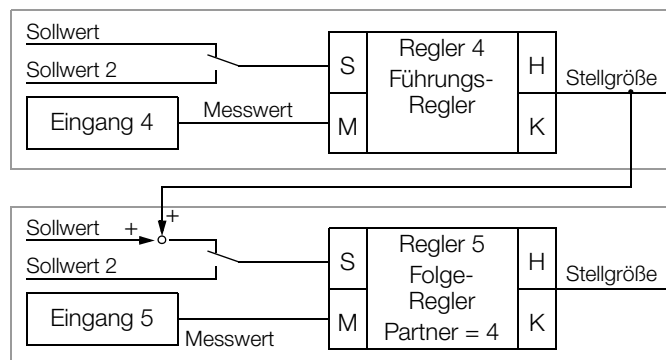 Sollwert
Sollwert 2
Eingang 4
Messwert
S
M
Regler 4
Führungs-
Regler
H
K
Stellgröße
Sollwert
+
+
Sollwert 2
Eingang 5
Messwert
S
M
Regler 5
Folge-
Regler
Partner = 4
H
K
Stellgröße